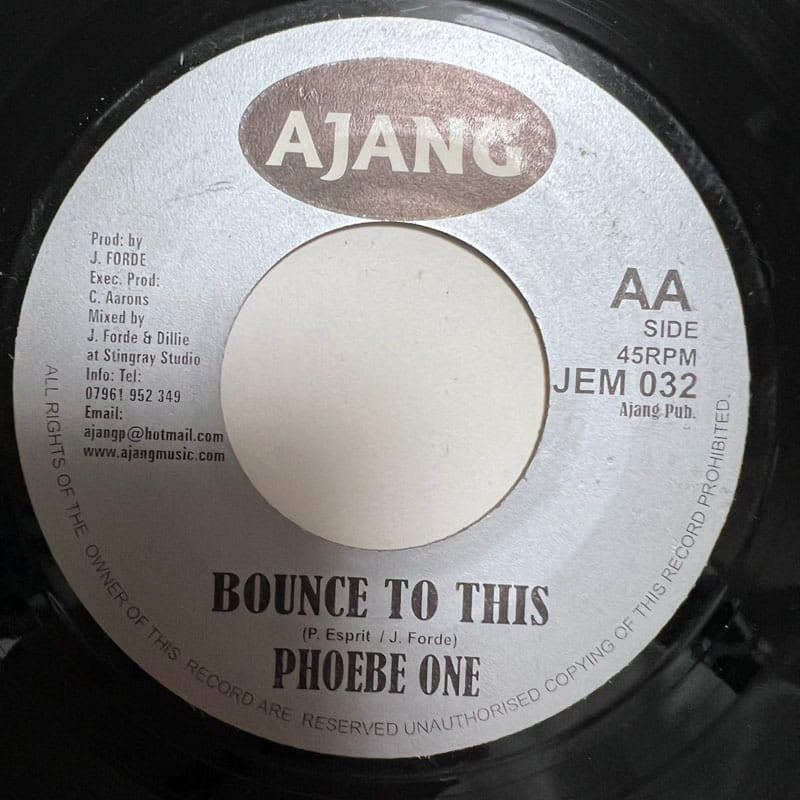 AJANG
Prod: by
J. FORDE
Exec. Prod:
C. Aarons
Mixed by
J. Forde & Dillie
at Stingray Studio
Info: Tel:
07961 952 349
Email:
ajangp@hotmail.com
www.ajangmusic.com
AA
SIDE
45RPM
JEM 032
Ajang Pub.
BOUNCE TO THIS
(P. Esprit / J. Forde)
PHOEBE ONE
ALL RIGHTS OF THE OWNER OF THIS RECORD ARE RESERVED UNAUTHORISED COPYING OF THIS RECORD PROHIBITED.